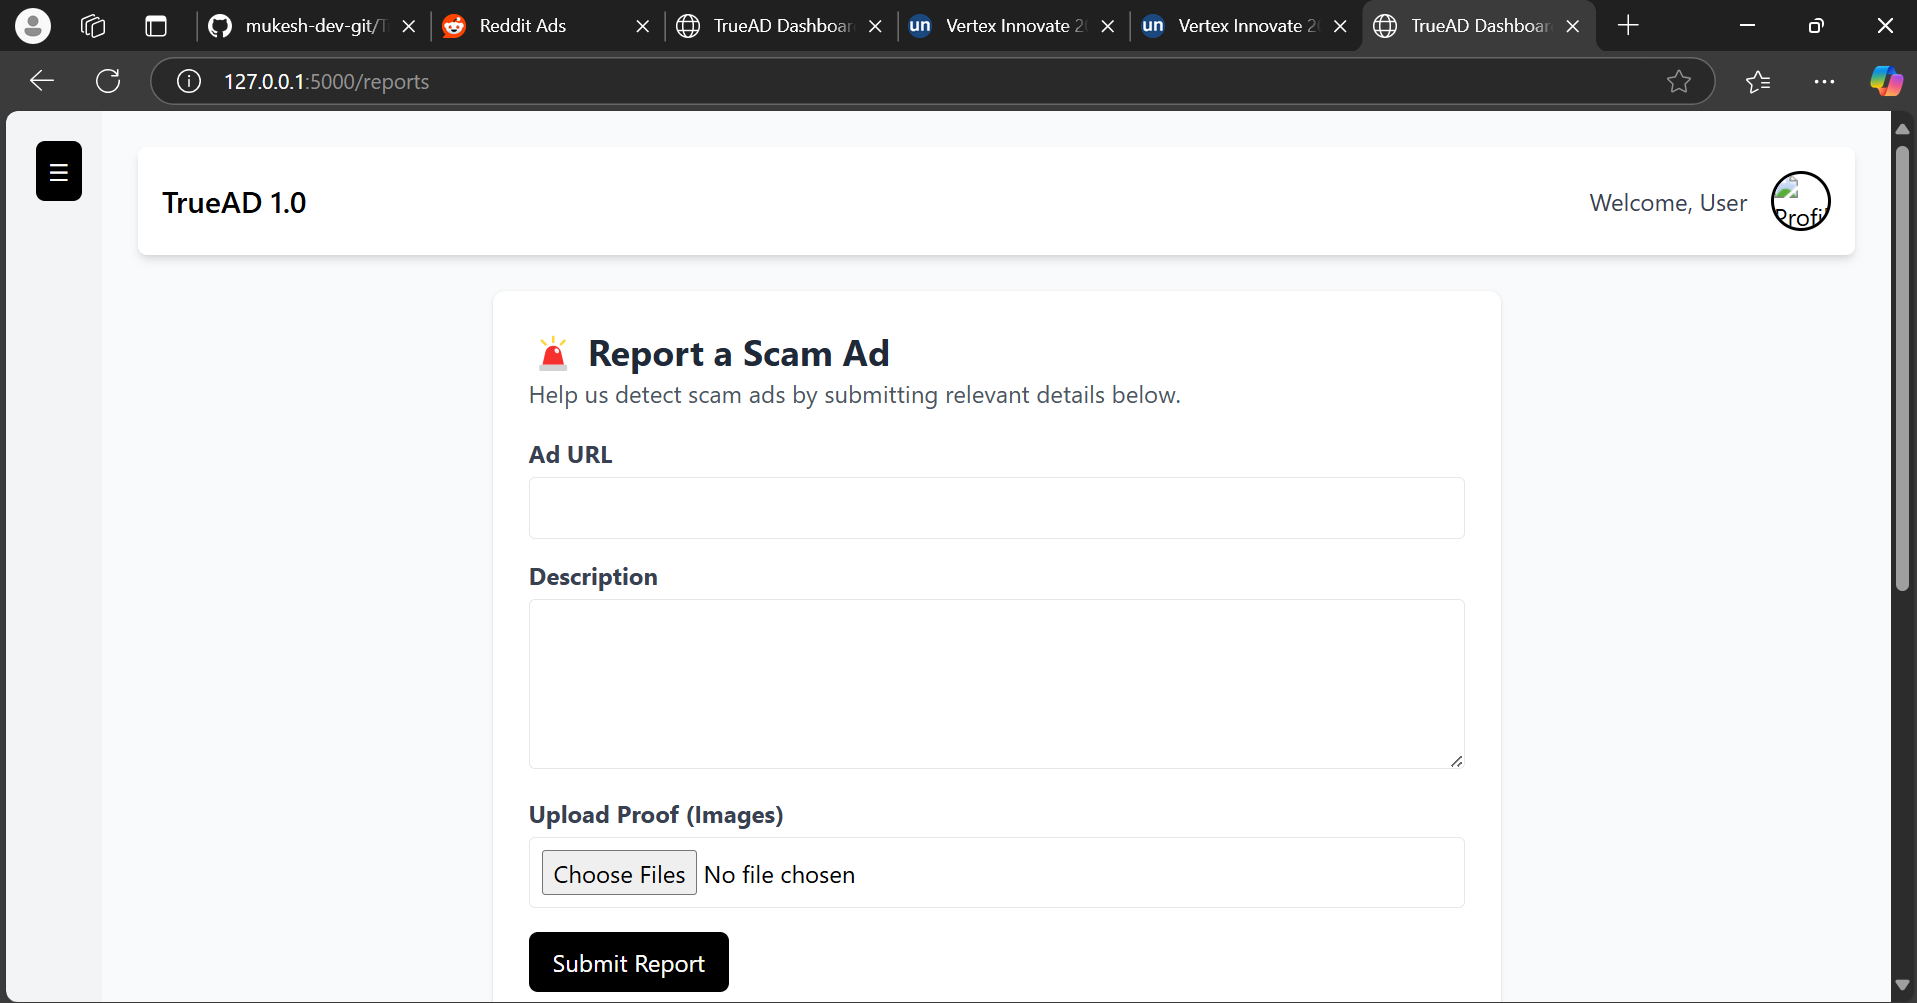 mukesh-dev-git/T
Reddit Ads
TrueAD Dashboar
un
Vertex Innovate 2
un
Vertex Innovate 2
TrueAD Dashboar
127.0.0.1:5000/reports
TrueAD 1.0
Welcome, User
Profi
Report a Scam Ad
Help us detect scam ads by submitting relevant details below.
Ad URL
Description
Upload Proof (Images)
Choose Files No file chosen
Submit Report